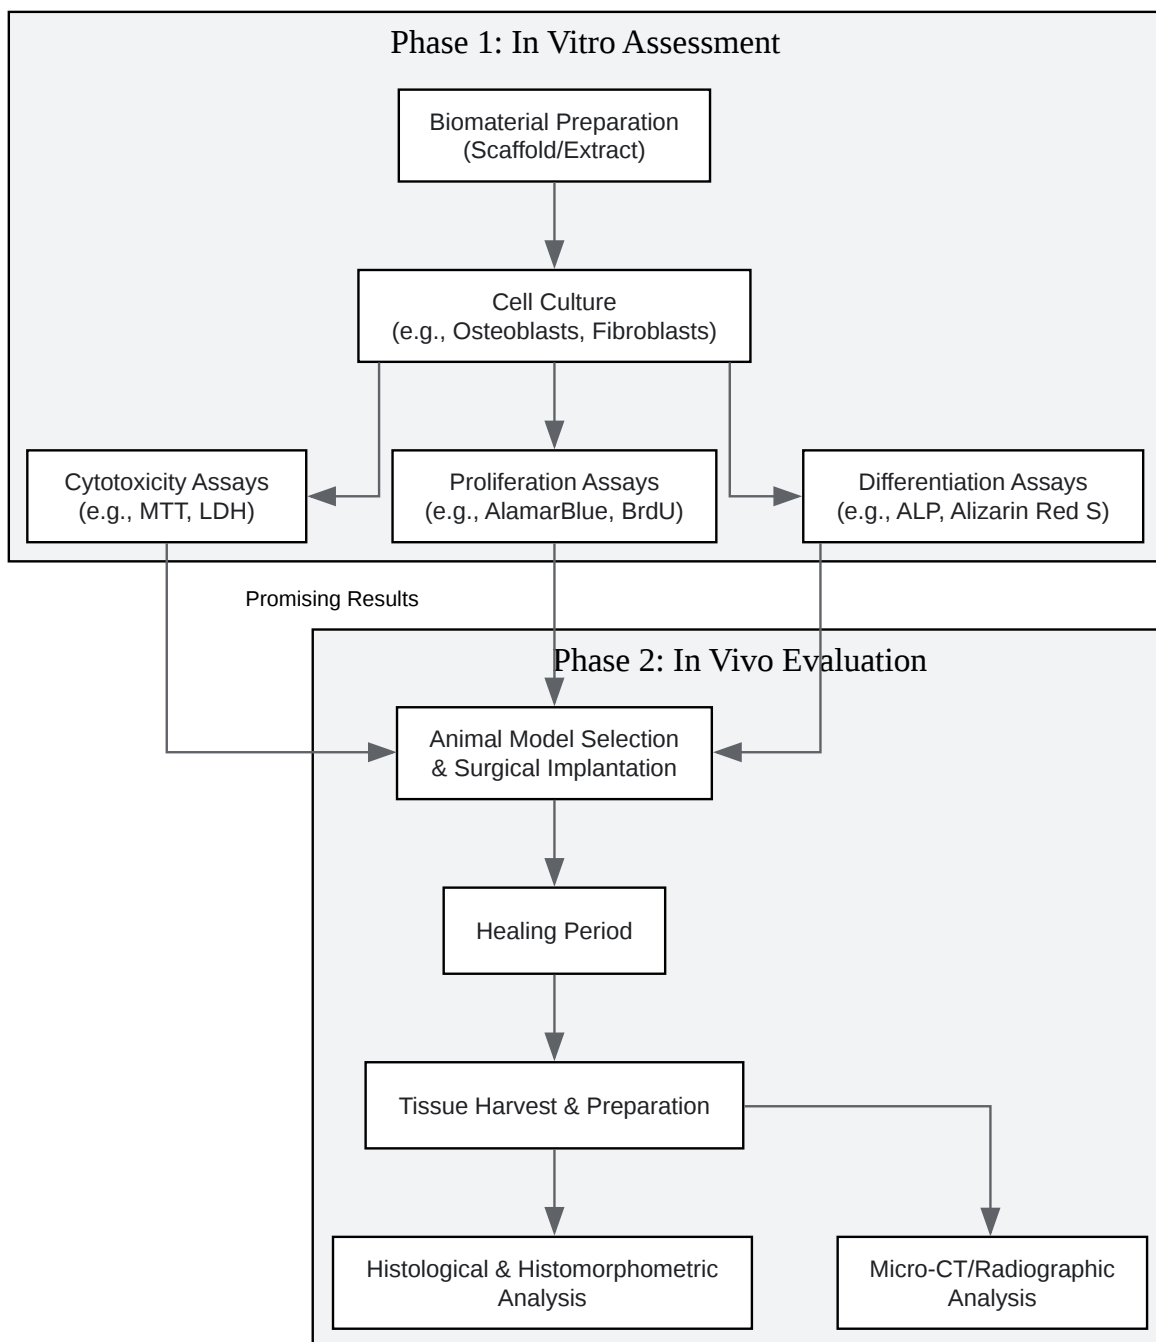 Phase 1: In Vitro Assessment
Biomaterial Preparation
(Scaffold/Extract)
Cell Culture
(e.g., Osteoblasts, Fibroblasts)
Cytotoxicity Assays
(e.g., MTT, LDH)
Proliferation Assays
(e.g., AlamarBlue, BrdU)
Differentiation Assays
(e.g., ALP, Alizarin Red S)
Promising Results
Phase 2: In Vivo Evaluation
Animal Model Selection
& Surgical Implantation
Healing Period
Tissue Harvest & Preparation
Histological & Histomorphometric
Analysis
Micro-CT/Radiographic
Analysis